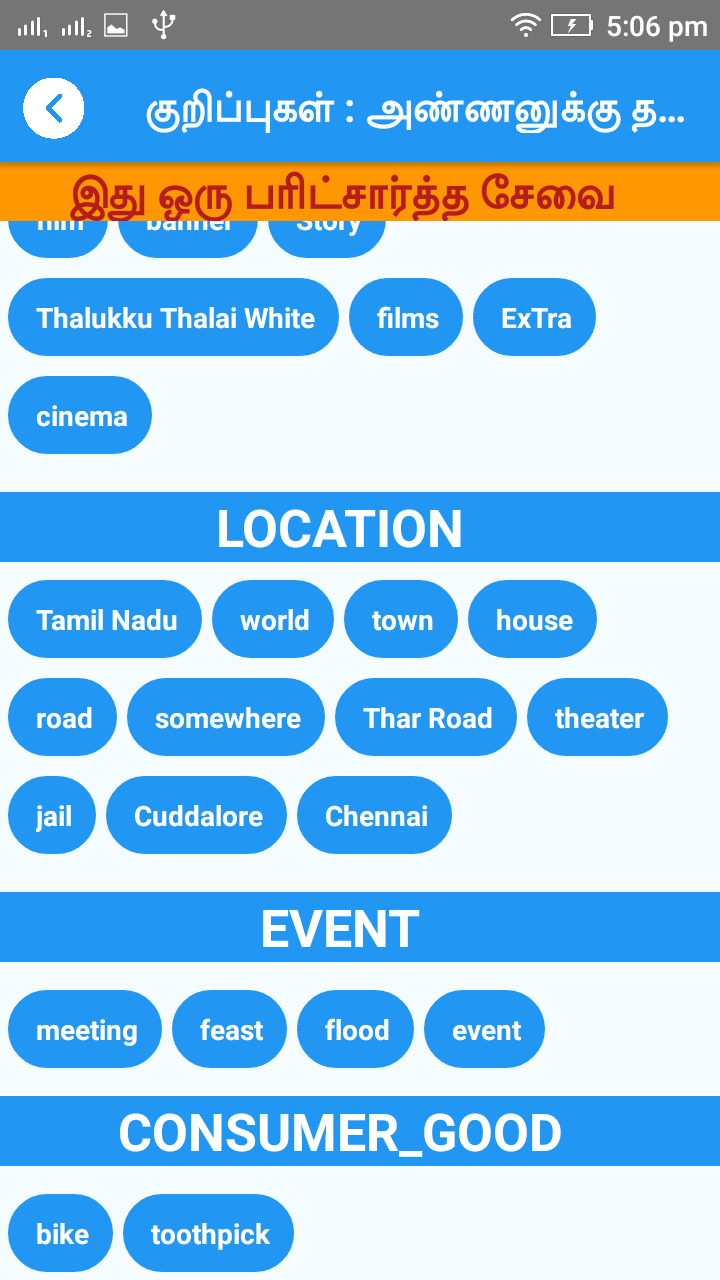 5:06 pm
குறிப்புகள் : அண்ணனுக்கு த...
இது ஒரு பரிட்சார்த்த சேவை
banner Story
Thalukku Thalai White films ExTra
cinema
LOCATION
Tamil Nadu world town house
road somewhere Thar Road theater
jail Cuddalore Chennai
EVENT
meeting feast flood event
CONSUMER_GOOD
bike toothpick